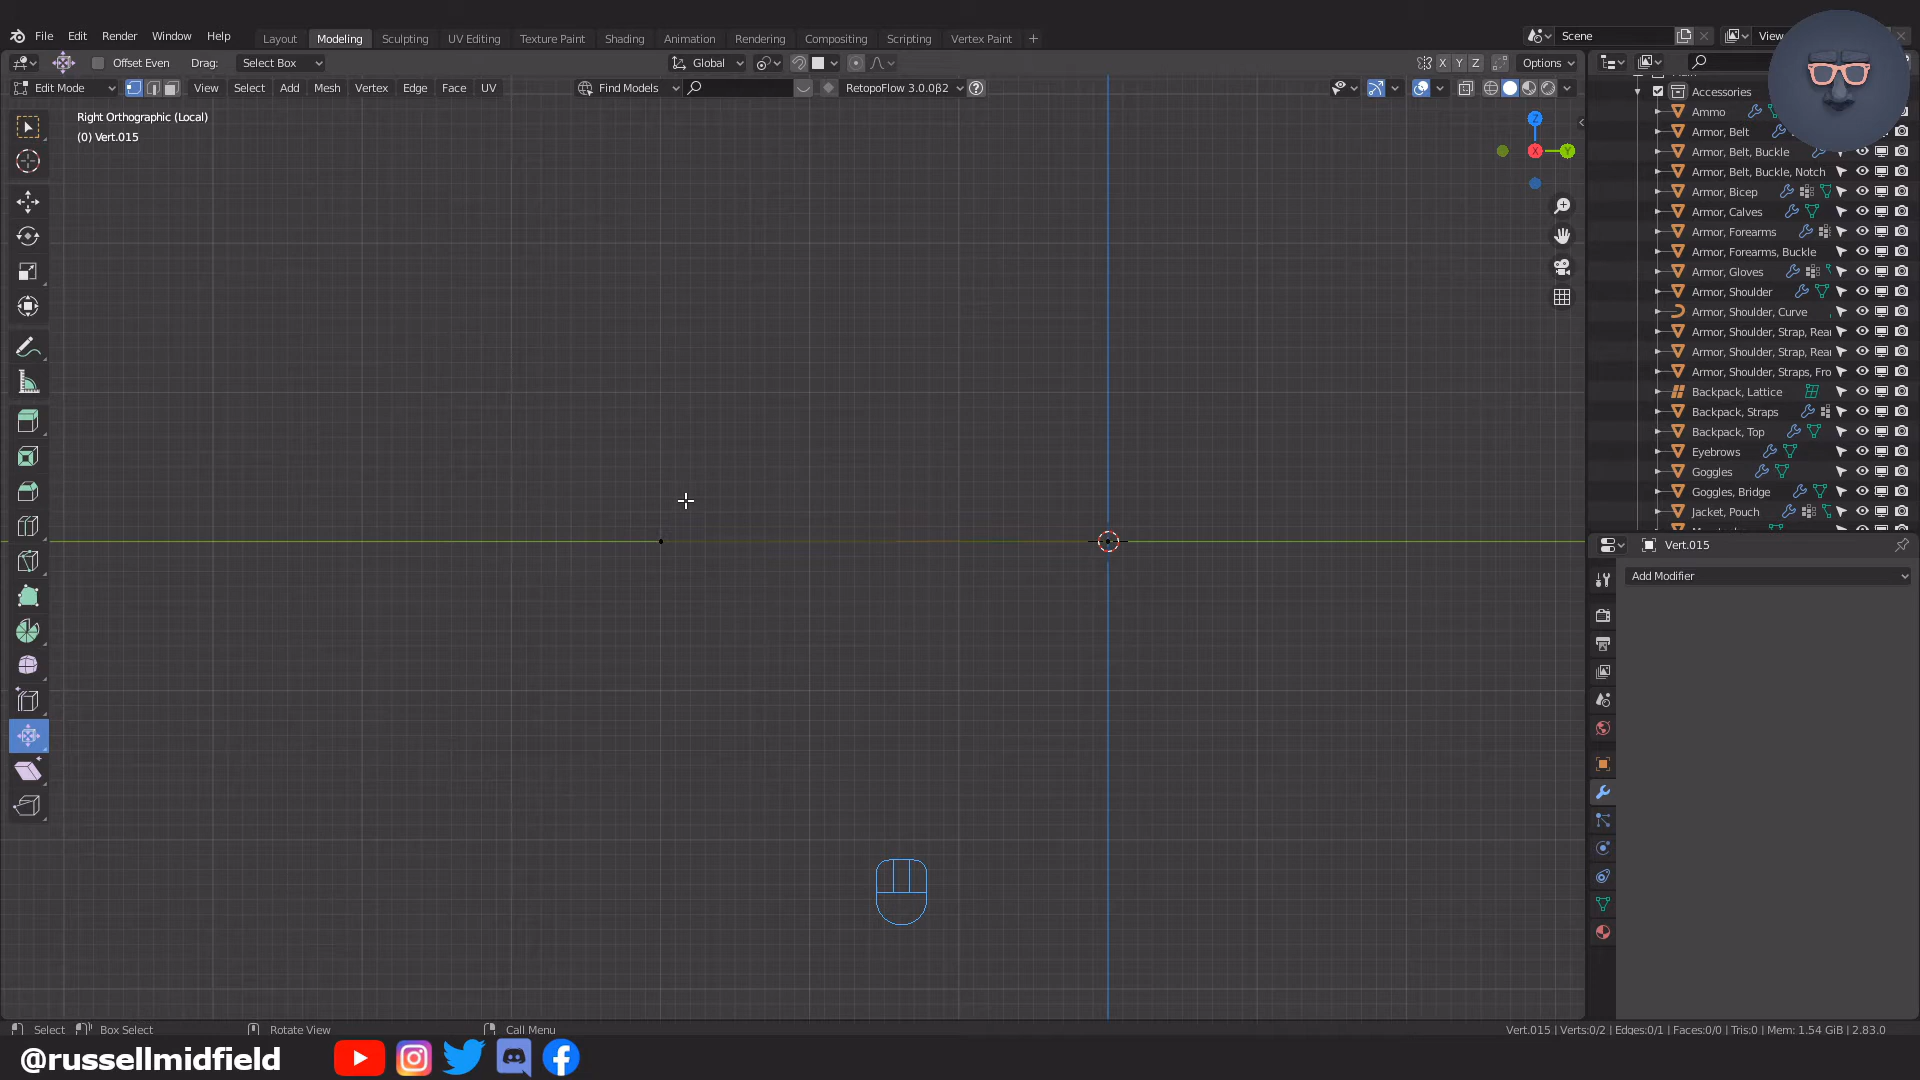 File Edit Render Window Help Layout Modeling Sculpting UV Editing Texture Paint Shading Animation Rendering Compositing Scripting Vertex Paint + Scene
Offset Even Drag: Select Box Global X Y Z Options
Edit Mode View Select Add Mesh Vertex Edge Face UV Find Models RetopoFlow 3.0.0β2 ?
Right Orthographic (Local)
(0) Vert.015
Z
Y
X
Accessories
Ammo
Armor, Belt
Armor, Belt, Buckle
Armor, Belt, Buckle, Notch
Armor, Bicep
Armor, Calves
Armor, Forearms
Armor, Forearms, Buckle
Armor, Gloves
Armor, Shoulder
Armor, Shoulder, Curve
Armor, Shoulder, Strap, Rea
Armor, Shoulder, Strap, Rea
Armor, Shoulder, Straps, Fro
Backpack, Lattice
Backpack, Straps
Backpack, Top
Eyebrows
Goggles
Goggles, Bridge
Jacket, Pouch
Vert.015
Add Modifier
Select Box Select Rotate View Call Menu Vert.015 | Verts:0/2 | Edges:0/1 | Faces:0/0 | Tris:0 | Mem: 1.54 GiB | 2.83.0
@russellmidfield